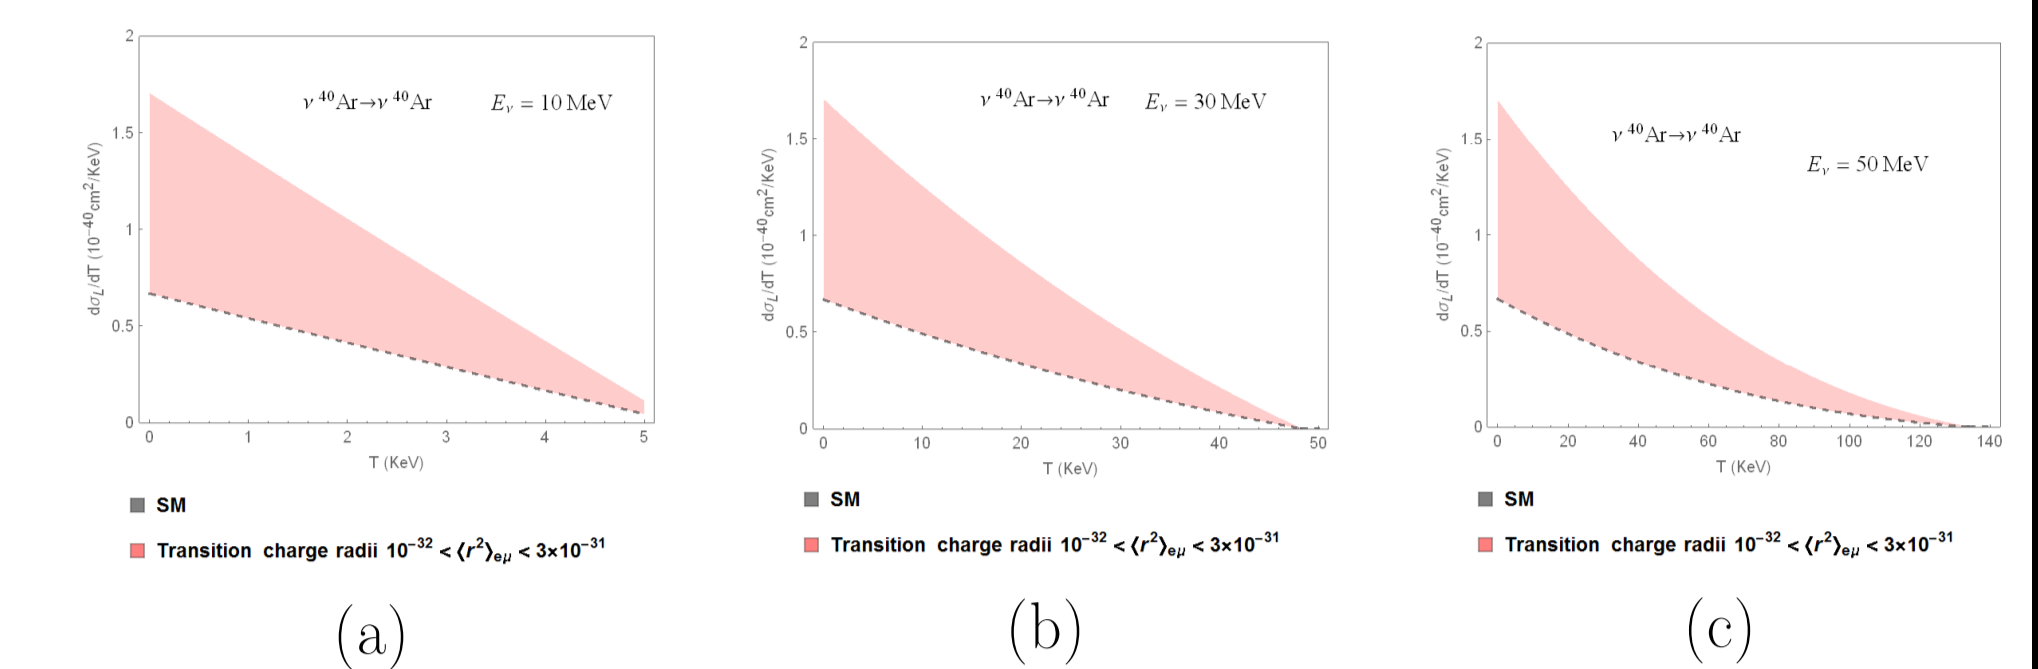 2
1.5
1
0.5
0
dσL/dT (10⁻⁴⁰cm²/KeV)
ν ⁴⁰Ar→ν ⁴⁰Ar Eν = 10 MeV
0 1 2 3 4 5
T (KeV)
SM
Transition charge radii 10⁻³² < ⟨r²⟩eμ < 3×10⁻³¹
(a)
2
1.5
1
0.5
0
dσL/dT (10⁻⁴⁰cm²/KeV)
ν ⁴⁰Ar→ν ⁴⁰Ar Eν = 30 MeV
0 10 20 30 40 50
T (KeV)
SM
Transition charge radii 10⁻³² < ⟨r²⟩eμ < 3×10⁻³¹
(b)
2
1.5
1
0.5
0
dσL/dT (10⁻⁴⁰cm²/KeV)
ν ⁴⁰Ar→ν ⁴⁰Ar
Eν = 50 MeV
0 20 40 60 80 100 120 140
T (KeV)
SM
Transition charge radii 10⁻³² < ⟨r²⟩eμ < 3×10⁻³¹
(c)